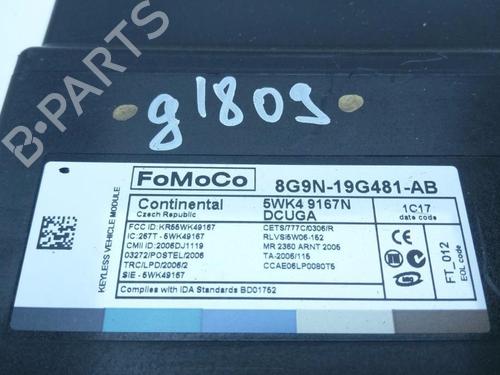 B-PARTS
g1809
KEYLESS VEHICLE MODULE
FoMoCo 8G9N-19G481-AB
Continental 5WK4 9167N
Czech Republic DCUGA
1C17
date code
FCC ID: KR55WK49167 CETS/777C/0306/R
IC: 267T - 5WK49167 RLVS/5W06-152
CMII ID: 2006DJ1119 MR 2350 ARNT 2005
03272/POSTEL/2006 TA-2006/115
TRC/LPD/2006/2 CCAE06LP0080T5
SIE - 5WK49167
Complies with IDA Standards BD01752
FT_012
EOL code